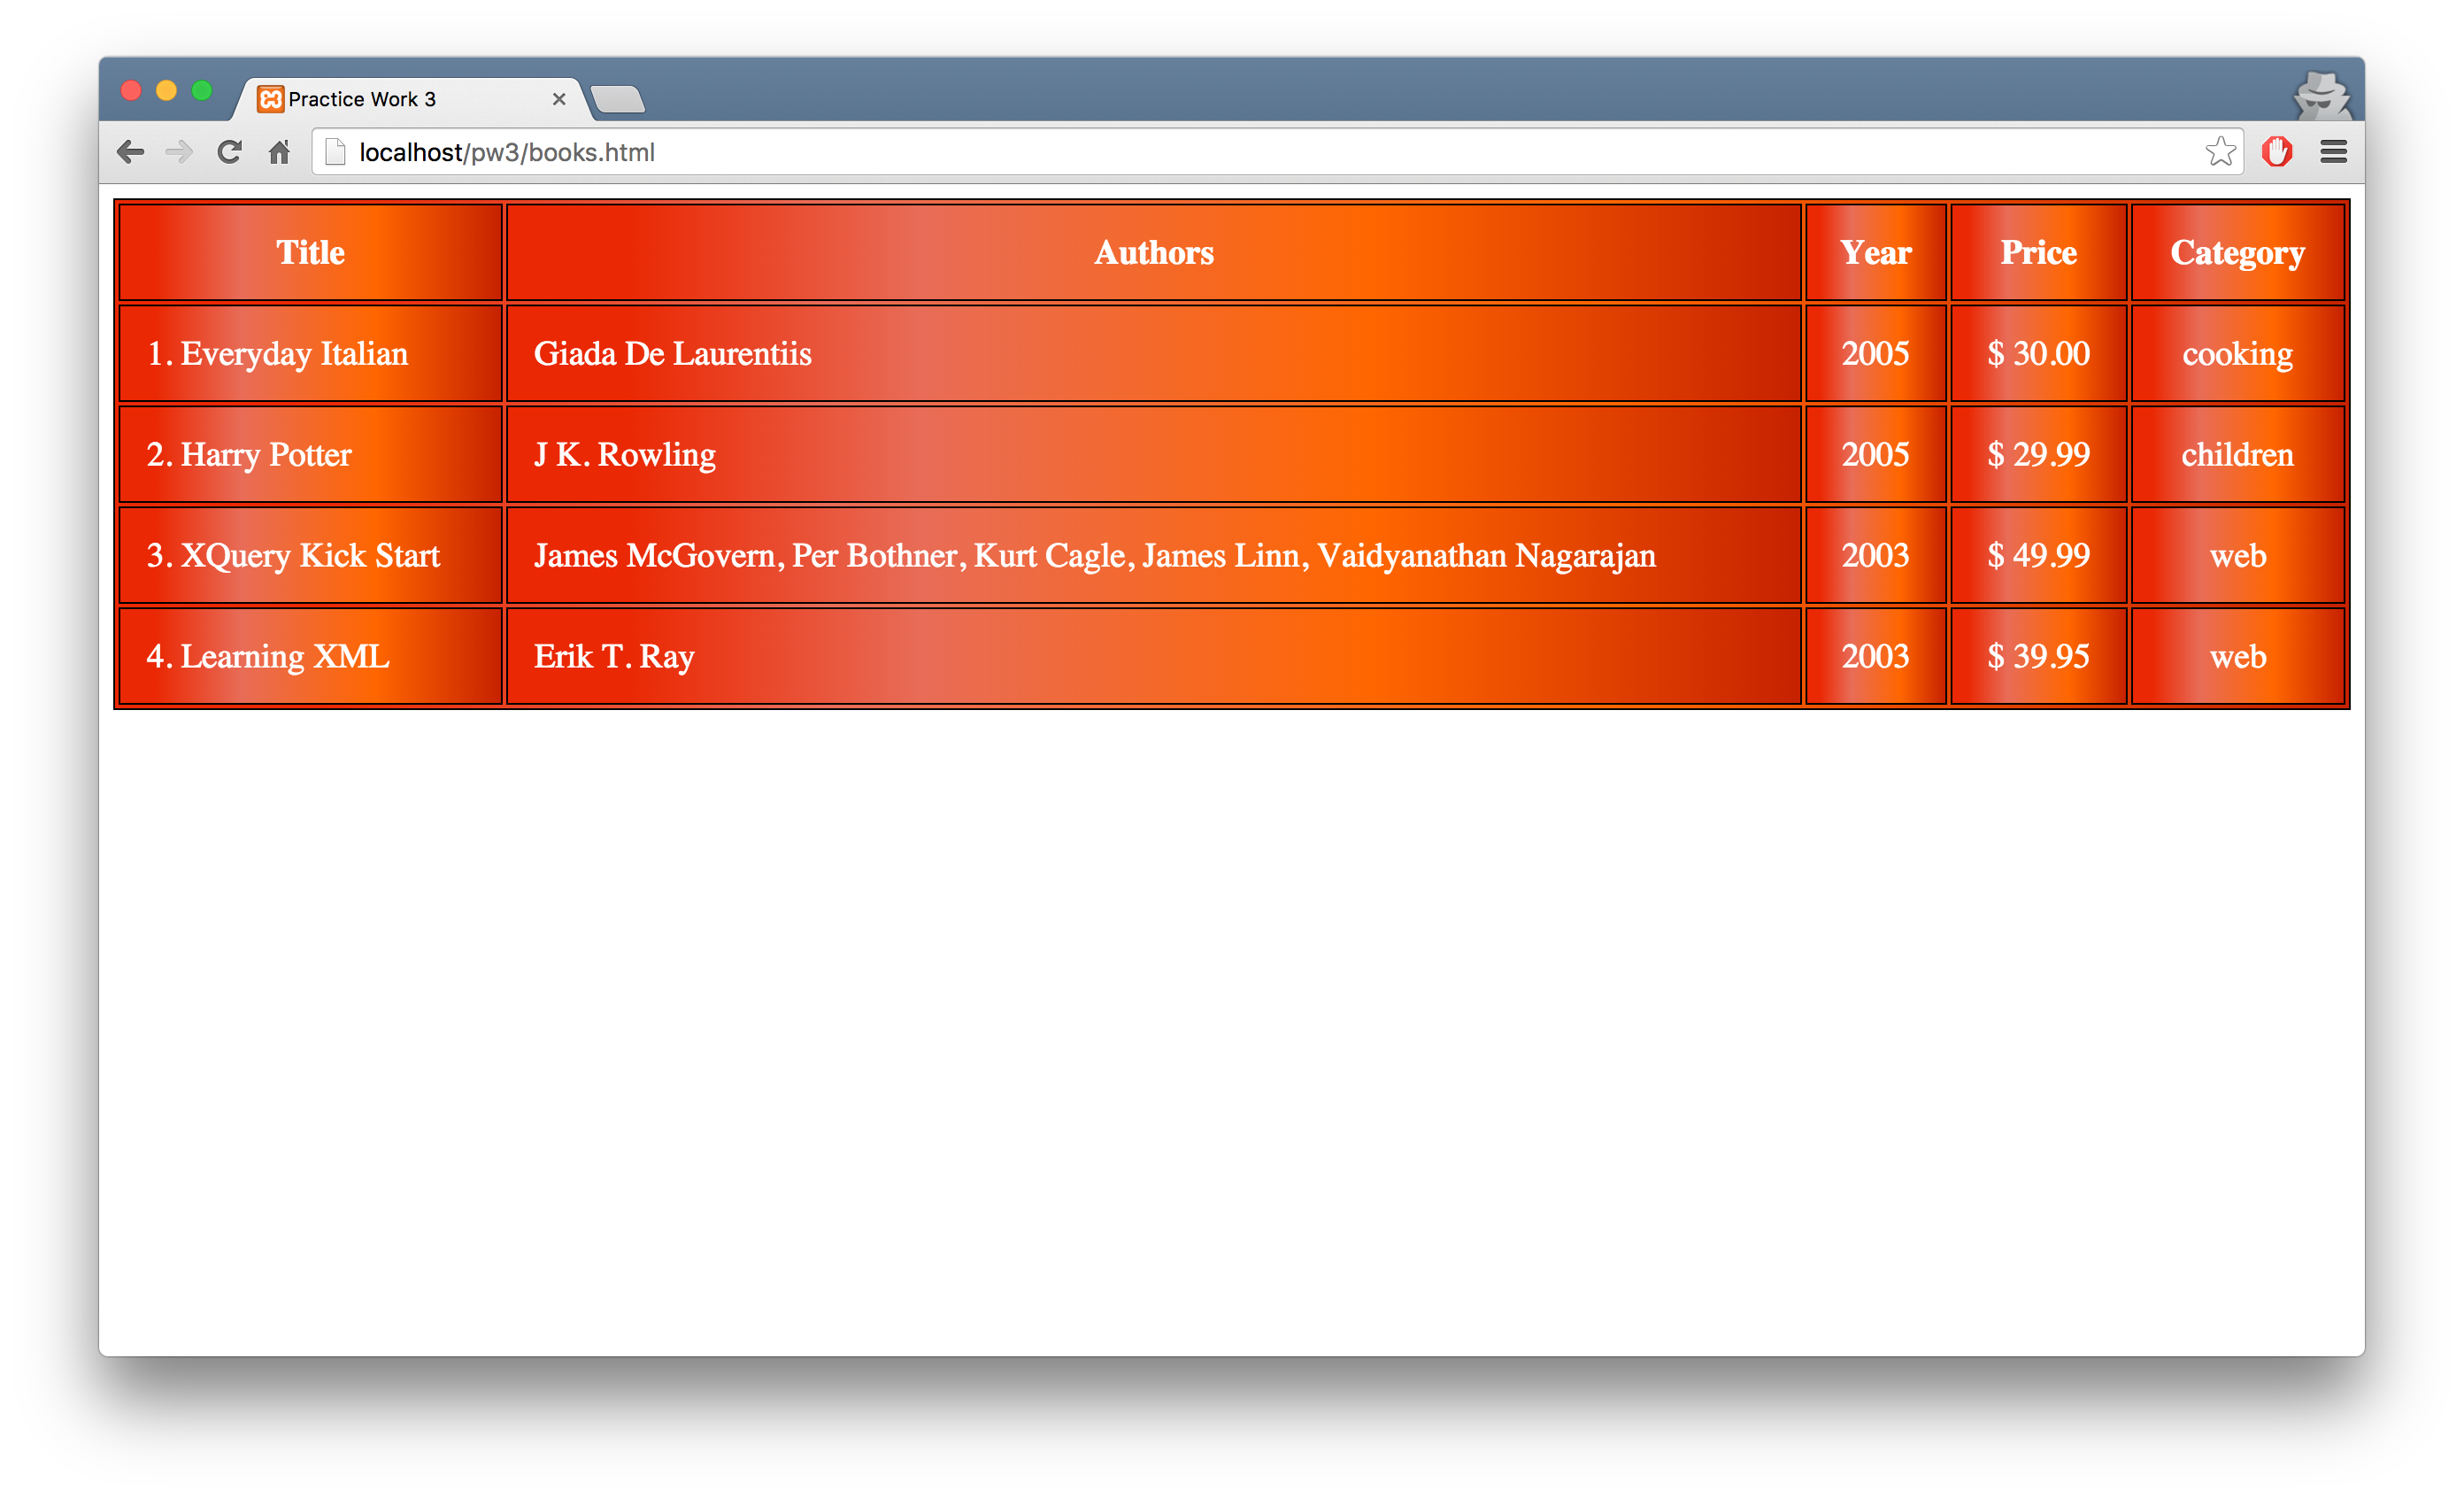 Practice Work 3
localhost/pw3/books.html
Title Authors Year Price Category
1. Everyday Italian Giada De Laurentiis 2005 $ 30.00 cooking
2. Harry Potter J K. Rowling 2005 $ 29.99 children
3. XQuery Kick Start James McGovern, Per Bothner, Kurt Cagle, James Linn, Vaidyanathan Nagarajan 2003 $ 49.99 web
4. Learning XML Erik T. Ray 2003 $ 39.95 web